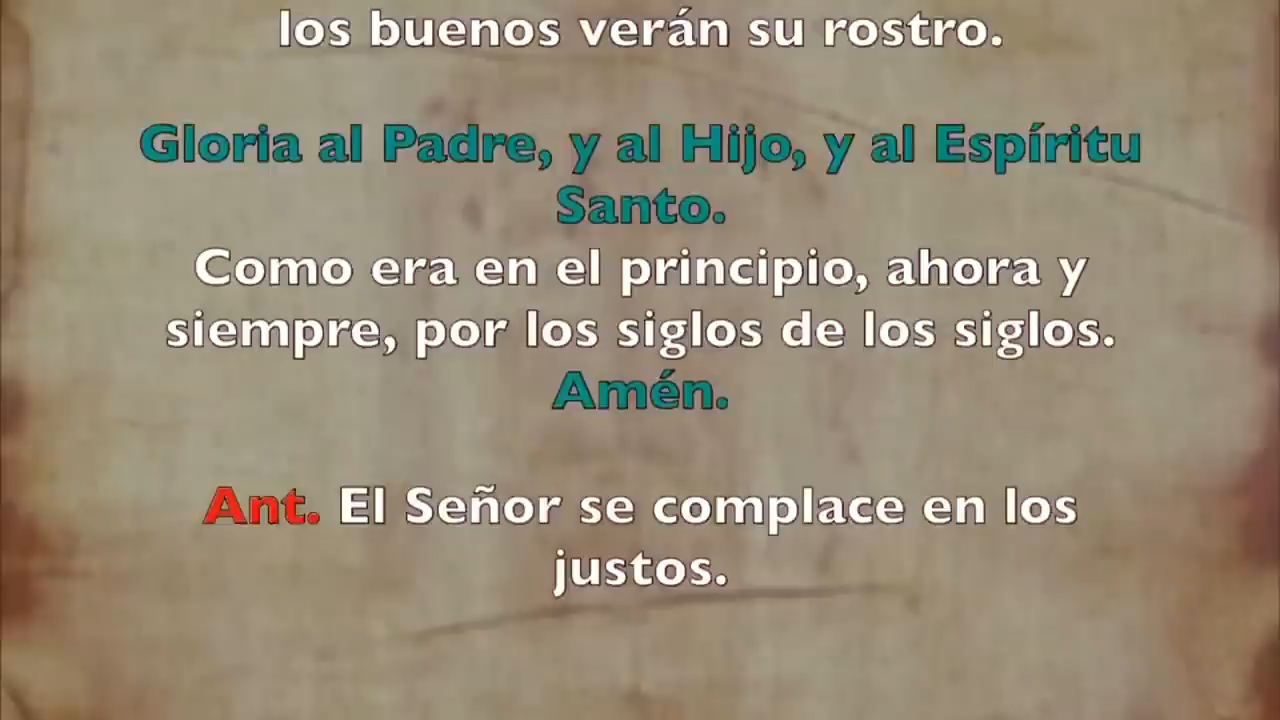 los buenos verán su rostro.
Gloria al Padre, y al Hijo, y al Espíritu
Santo.
Como era en el principio, ahora y
siempre, por los siglos de los siglos.
Amén.
Ant. El Señor se complace en los
justos.